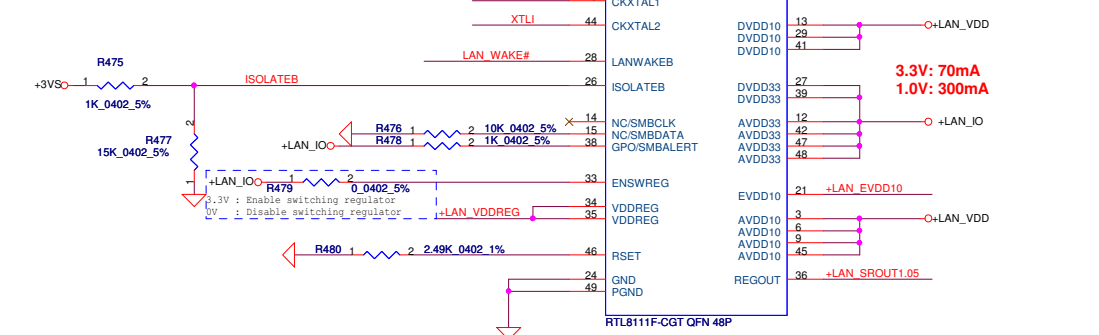 CKXTAL1
XTLI 44 CKXTAL2
13 DVDD10 +LAN_VDD
29 DVDD10
41 DVDD10
LAN_WAKE# 28 LANWAKEB
R475
+3VS 1 2 ISOLATEB 26 ISOLATEB
1K_0402_5%
27 DVDD33
39 DVDD33
3.3V: 70mA
1.0V: 300mA
12 AVDD33 +LAN_IO
42 AVDD33
47 AVDD33
48 AVDD33
14 NC/SMBCLK
R476 1 2 10K_0402_5% 15 NC/SMBDATA
+LAN_IO R478 1 2 1K_0402_5% 38 GPO/SMBALERT
2
R477
15K_0402_5%
1
+LAN_IO 1 2 33 ENSWREG
R479 0_0402_5%
3.3V : Enable switching regulator
0V : Disable switching regulator
+LAN_VDDREG
34 VDDREG
35 VDDREG
EVDD10 21 +LAN_EVDD10
AVDD10 3 +LAN_VDD
AVDD10 6
AVDD10 9
AVDD10 45
R480 1 2 2.49K_0402_1% 46 RSET
24 GND
49 PGND
REGOUT 36 +LAN_SROUT1.05
RTL8111F-CGT QFN 48P